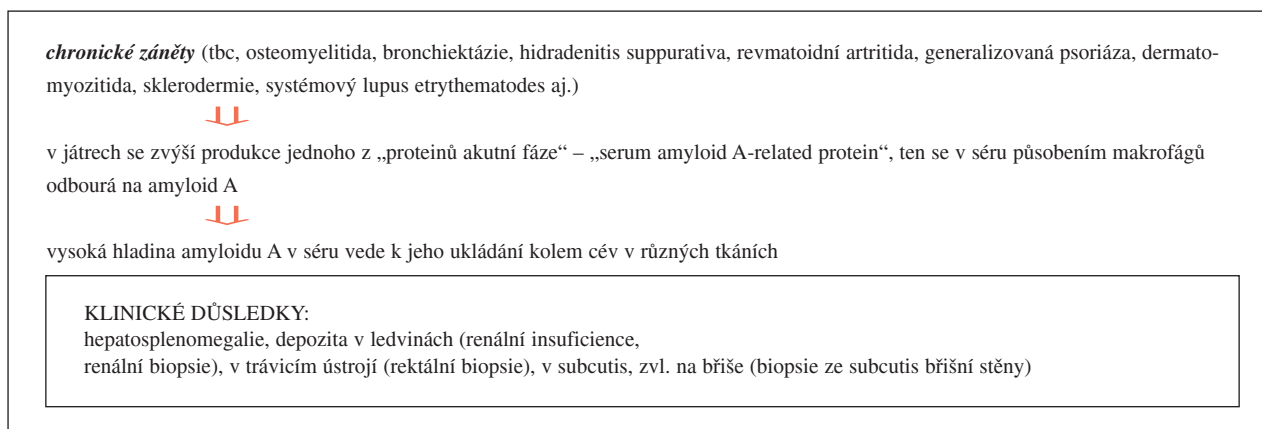 chronické záněty (tbc, osteomyelitida, bronchiektázie, hidradenitis suppurativa, revmatoidní artritida, generalizovaná psoriáza, dermato-
myozitida, sklerodermie, systémový lupus etrythematodes aj.)
v játrech se zvýší produkce jednoho z „proteinů akutní fáze“ – „serum amyloid A-related protein“, ten se v séru působením makrofágů
odbourá na amyloid A
vysoká hladina amyloidu A v séru vede k jeho ukládání kolem cév v různých tkáních
KLINICKÉ DŮSLEDKY:
hepatosplenomegalie, depozita v ledvinách (renální insuficience,
renální biopsie), v trávicím ústrojí (rektální biopsie), v subcutis, zvl. na břiše (biopsie ze subcutis břišní stěny)